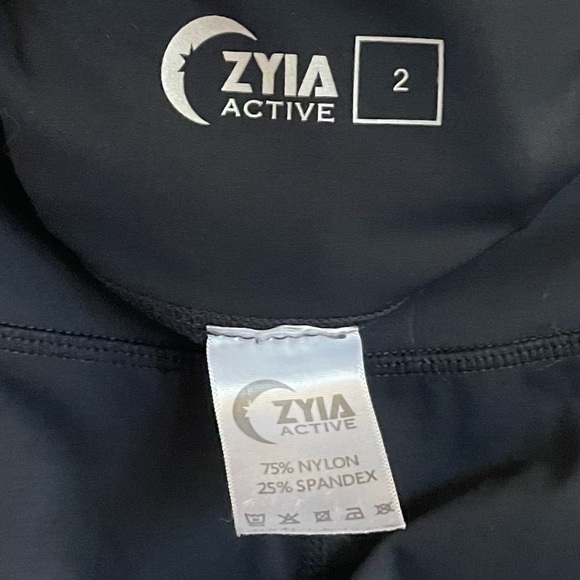 ZYIA
ACTIVE
2
ZYIA
ACTIVE
75% NYLON
25% SPANDEX